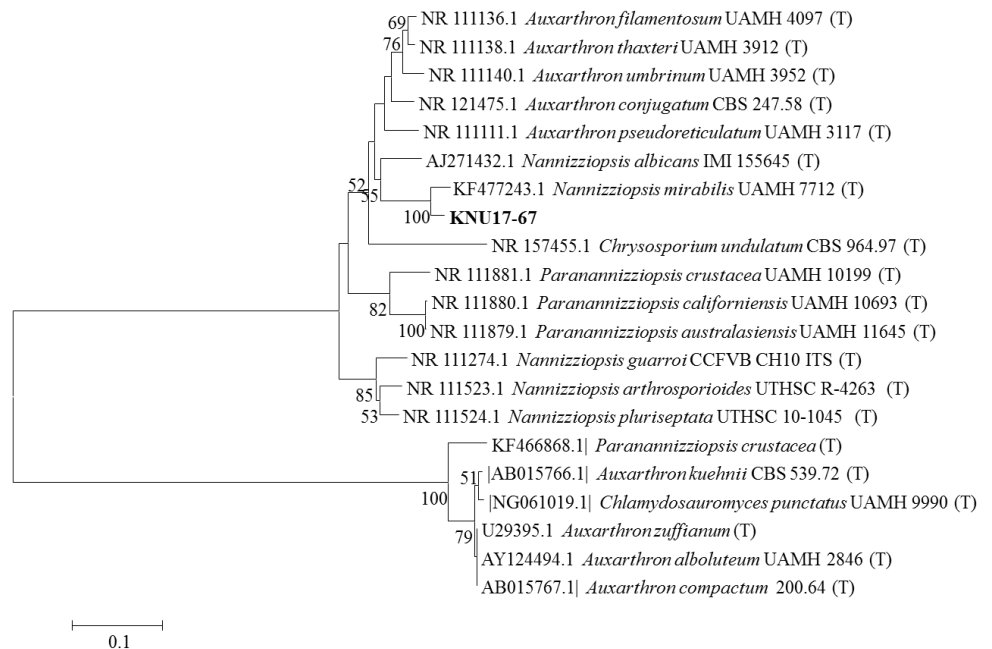 69
NR 111136.1 Auxarthron filamentosum UAMH 4097 (T)
76
NR 111138.1 Auxarthron thaxteri UAMH 3912 (T)
NR 111140.1 Auxarthron umbrinum UAMH 3952 (T)
NR 121475.1 Auxarthron conjugatum CBS 247.58 (T)
NR 111111.1 Auxarthron pseudoreticulatum UAMH 3117 (T)
AJ271432.1 Nannizziopsis albicans IMI 155645 (T)
52
55
KF477243.1 Nannizziopsis mirabilis UAMH 7712 (T)
100
KNU17-67
NR 157455.1 Chrysosporium undulatum CBS 964.97 (T)
NR 111881.1 Paranannizziopsis crustacea UAMH 10199 (T)
82
NR 111880.1 Paranannizziopsis californiensis UAMH 10693 (T)
100
NR 111879.1 Paranannizziopsis australasiensis UAMH 11645 (T)
NR 111274.1 Nannizziopsis guarroi CCFVB CH10 ITS (T)
85
NR 111523.1 Nannizziopsis arthrosporioides UTHSC R-4263 (T)
53
NR 111524.1 Nannizziopsis pluriseptata UTHSC 10-1045 (T)
KF466868.1| Paranannizziopsis crustacea (T)
51
|AB015766.1| Auxarthron kuehnii CBS 539.72 (T)
100
|NG061019.1| Chlamydosauromyces punctatus UAMH 9990 (T)
79
U29395.1 Auxarthron zuffianum (T)
AY124494.1 Auxarthron alboluteum UAMH 2846 (T)
AB015767.1| Auxarthron compactum 200.64 (T)
0.1